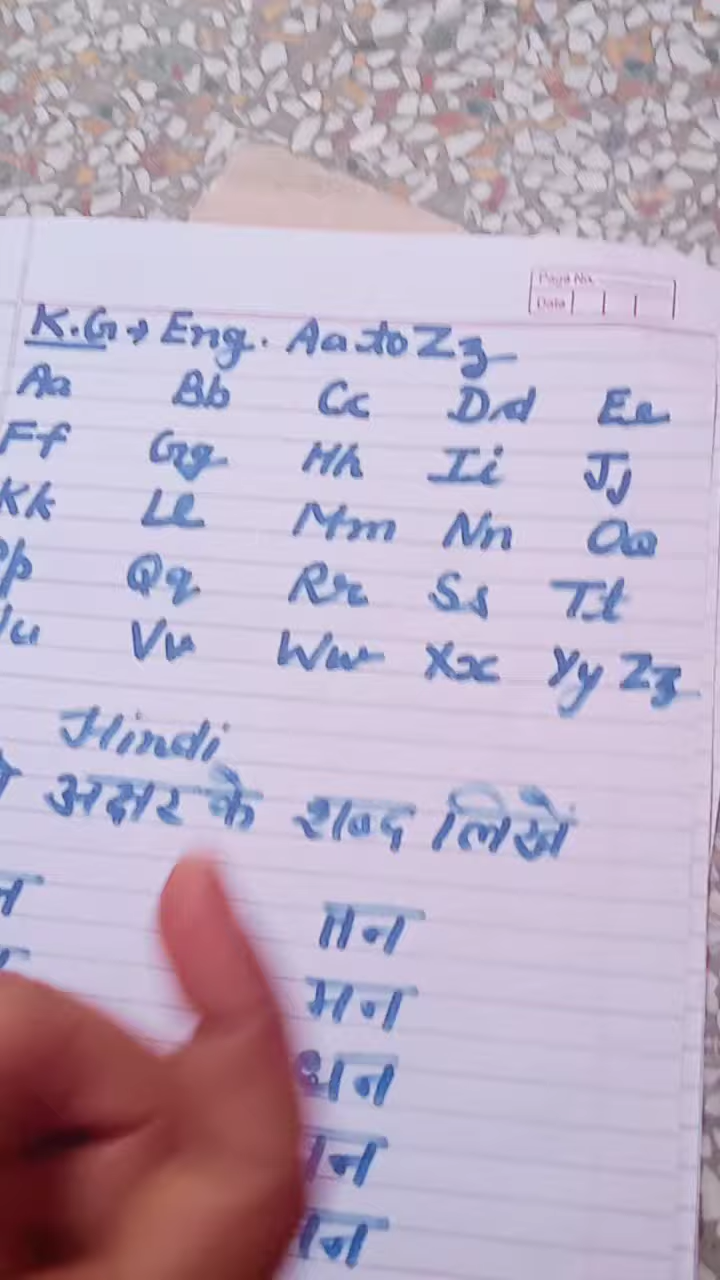 Page No.
Date
K.G → Eng. Aa to Zz
Aa Bb Cc Dd Ee
Ff Gg Hh Ii Jj
Kk Ll Mm Nn Oo
Qq Rr Ss Tt
Vv Ww Xx Yy Zz
Hindi
अक्षर के शब्द लिखें
तन
मन
धन